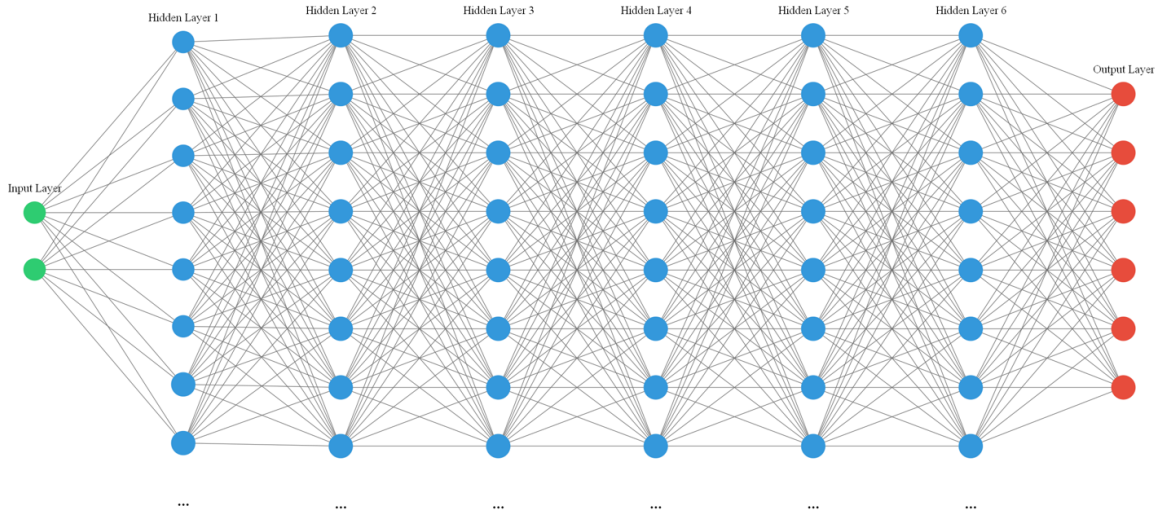 Hidden Layer 1
Hidden Layer 2
Hidden Layer 3
Hidden Layer 4
Hidden Layer 5
Hidden Layer 6
Output Layer
Input Layer
...
...
...
...
...
...